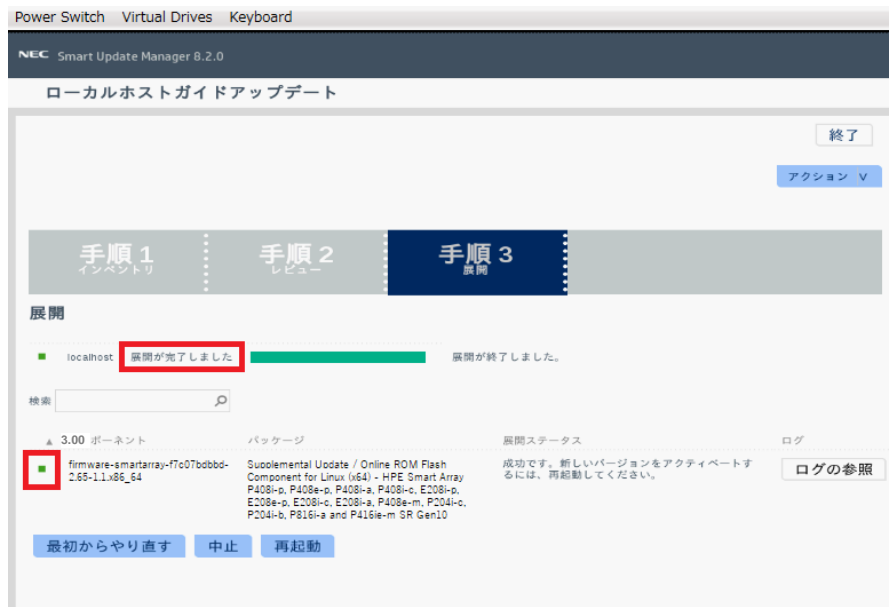 Power Switch Virtual Drives Keyboard
NEC Smart Update Manager 8.2.0
ローカルホストガイドアップデート
終了
アクション ∨
手順 1
インベントリ
手順 2
レビュー
手順 3
展開
展開
localhost 展開が完了しました 展開が終了しました。
検索
▲ 3.00 ポーネント パッケージ 展開ステータス ログ
firmware-smartarray-f7c07bdbbd-
2.65-1.1.x86_64
Supplemental Update / Online ROM Flash
Component for Linux (x64) - HPE Smart Array
P408i-p, P408e-p, P408i-a, P408i-c, E208i-p,
E208e-p, E208i-c, E208i-a, P408e-m, P204i-c,
P204i-b, P816i-a and P416ie-m SR Gen10
成功です。新しいバージョンをアクティベートす
るには、再起動してください。
ログの参照
最初からやり直す 中止 再起動